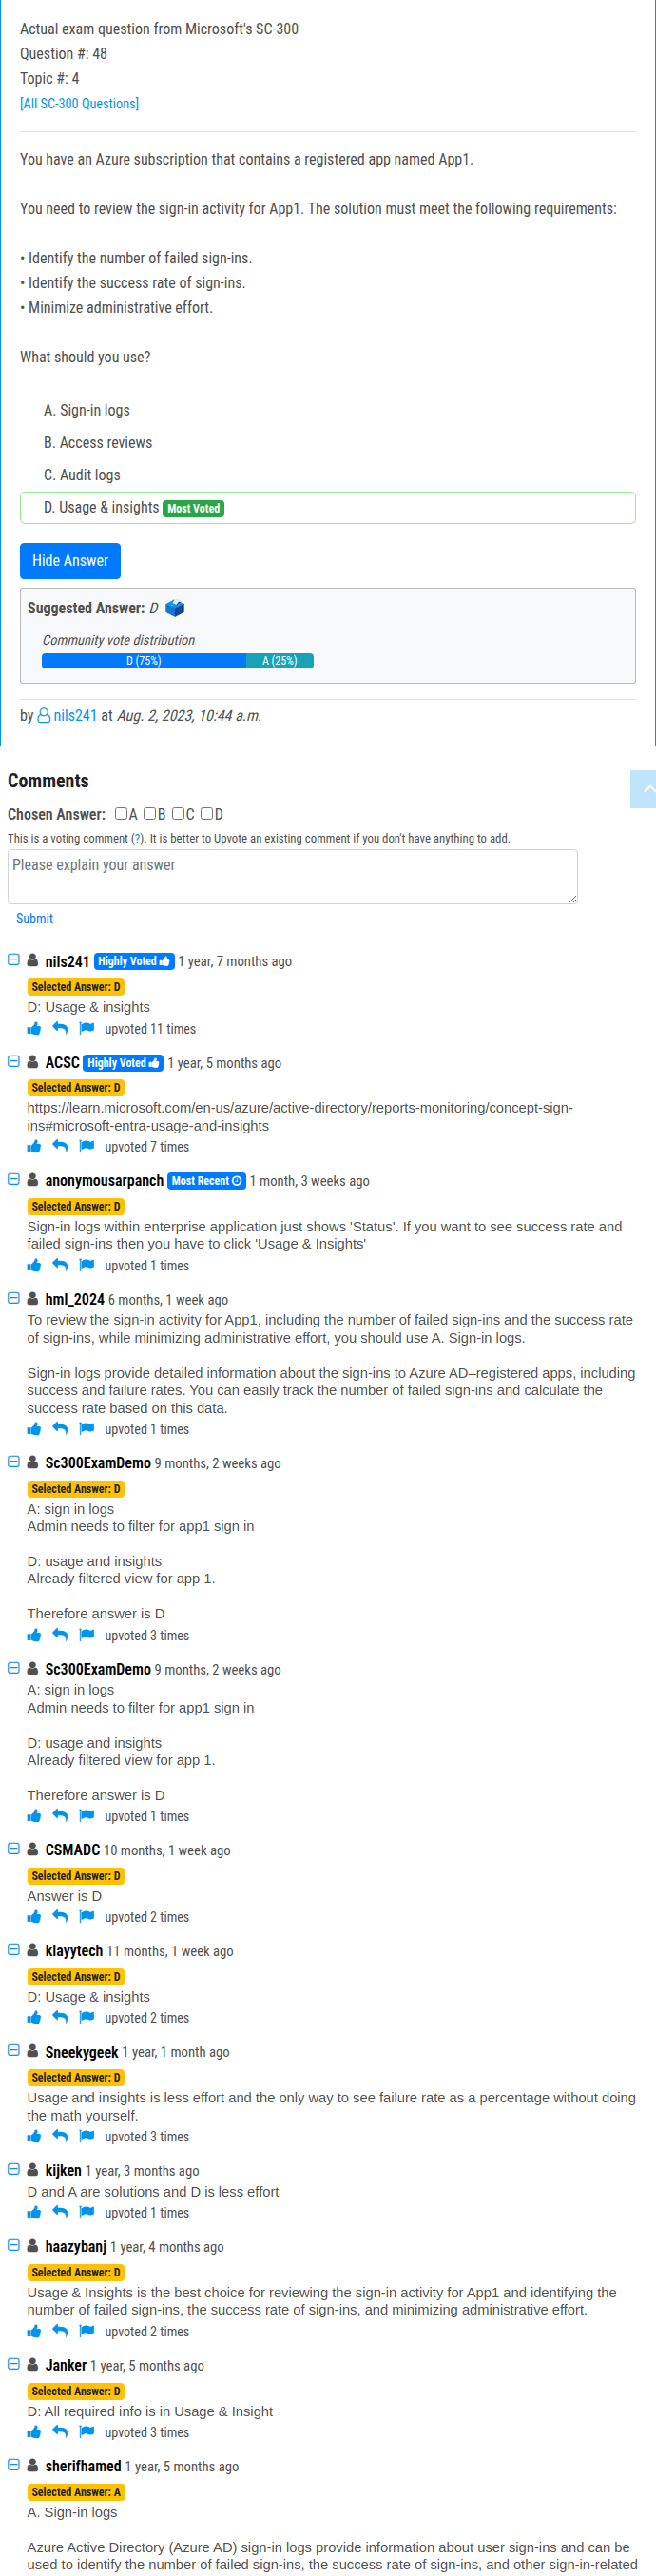 Actual exam question from Microsoft's SC-300
Question #: 48
Topic #: 4
[All SC-300 Questions]
You have an Azure subscription that contains a registered app named App1.
You need to review the sign-in activity for App1. The solution must meet the following requirements:
• Identify the number of failed sign-ins.
• Identify the success rate of sign-ins.
• Minimize administrative effort.
What should you use?
A. Sign-in logs
B. Access reviews
C. Audit logs
D. Usage & insights Most Voted
Hide Answer
Suggested Answer: D
Community vote distribution
D (75%) A (25%)
by nils241 at Aug. 2, 2023, 10:44 a.m.
Comments
Chosen Answer: A B C D
This is a voting comment (?). It is better to Upvote an existing comment if you don't have anything to add.
Please explain your answer
Submit
nils241 Highly Voted 1 year, 7 months ago
Selected Answer: D
D: Usage & insights
upvoted 11 times
ACSC Highly Voted 1 year, 5 months ago
Selected Answer: D
https://learn.microsoft.com/en-us/azure/active-directory/reports-monitoring/concept-sign-
ins#microsoft-entra-usage-and-insights
upvoted 7 times
anonymousarpanch Most Recent 1 month, 3 weeks ago
Selected Answer: D
Sign-in logs within enterprise application just shows 'Status'. If you want to see success rate and
failed sign-ins then you have to click 'Usage & Insights'
upvoted 1 times
hml_2024 6 months, 1 week ago
To review the sign-in activity for App1, including the number of failed sign-ins and the success rate
of sign-ins, while minimizing administrative effort, you should use A. Sign-in logs.
Sign-in logs provide detailed information about the sign-ins to Azure AD–registered apps, including
success and failure rates. You can easily track the number of failed sign-ins and calculate the
success rate based on this data.
upvoted 1 times
Sc300ExamDemo 9 months, 2 weeks ago
Selected Answer: D
A: sign in logs
Admin needs to filter for app1 sign in
D: usage and insights
Already filtered view for app 1.
Therefore answer is D
upvoted 3 times
Sc300ExamDemo 9 months, 2 weeks ago
A: sign in logs
Admin needs to filter for app1 sign in
D: usage and insights
Already filtered view for app 1.
Therefore answer is D
upvoted 1 times
CSMADC 10 months, 1 week ago
Selected Answer: D
Answer is D
upvoted 2 times
klayytech 11 months, 1 week ago
Selected Answer: D
D: Usage & insights
upvoted 2 times
Sneekygeek 1 year, 1 month ago
Selected Answer: D
Usage and insights is less effort and the only way to see failure rate as a percentage without doing
the math yourself.
upvoted 3 times
kijken 1 year, 3 months ago
D and A are solutions and D is less effort
upvoted 1 times
haazybanj 1 year, 4 months ago
Selected Answer: D
Usage & Insights is the best choice for reviewing the sign-in activity for App1 and identifying the
number of failed sign-ins, the success rate of sign-ins, and minimizing administrative effort.
upvoted 2 times
Janker 1 year, 5 months ago
Selected Answer: D
D: All required info is in Usage & Insight
upvoted 3 times
sherifhamed 1 year, 5 months ago
Selected Answer: A
A. Sign-in logs
Azure Active Directory (Azure AD) sign-in logs provide information about user sign-ins and can be
used to identify the number of failed sign-ins, the success rate of sign-ins, and other sign-in-related